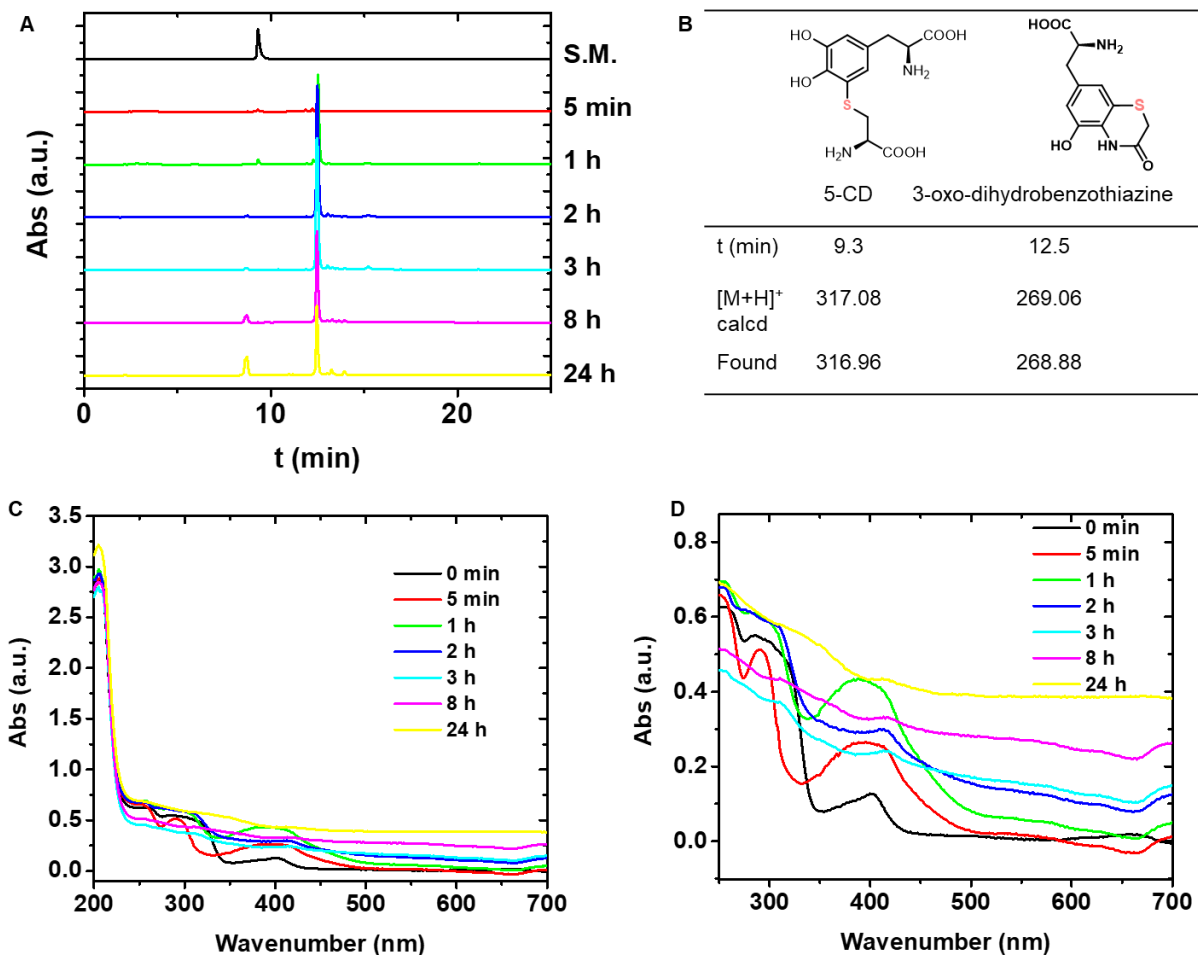 A
S.M.
5 min
1 h
2 h
3 h
8 h
24 h
Abs (a.u.)
0 10 20
t (min)
B
HO COOH
HO NH2
S
H2N COOH
5-CD
HOOC
NH2
S
HO HN O
3-oxo-dihydrobenzothiazine
t (min) 9.3 12.5
[M+H]+ calcd 317.08 269.06
Found 316.96 268.88
C
3.5
3.0
2.5
2.0
1.5
1.0
0.5
0.0
Abs (a.u.)
0 min
5 min
1 h
2 h
3 h
8 h
24 h
200 300 400 500 600 700
Wavenumber (nm)
D
0.8
0.6
0.4
0.2
0.0
Abs (a.u.)
0 min
5 min
1 h
2 h
3 h
8 h
24 h
300 400 500 600 700
Wavenumber (nm)